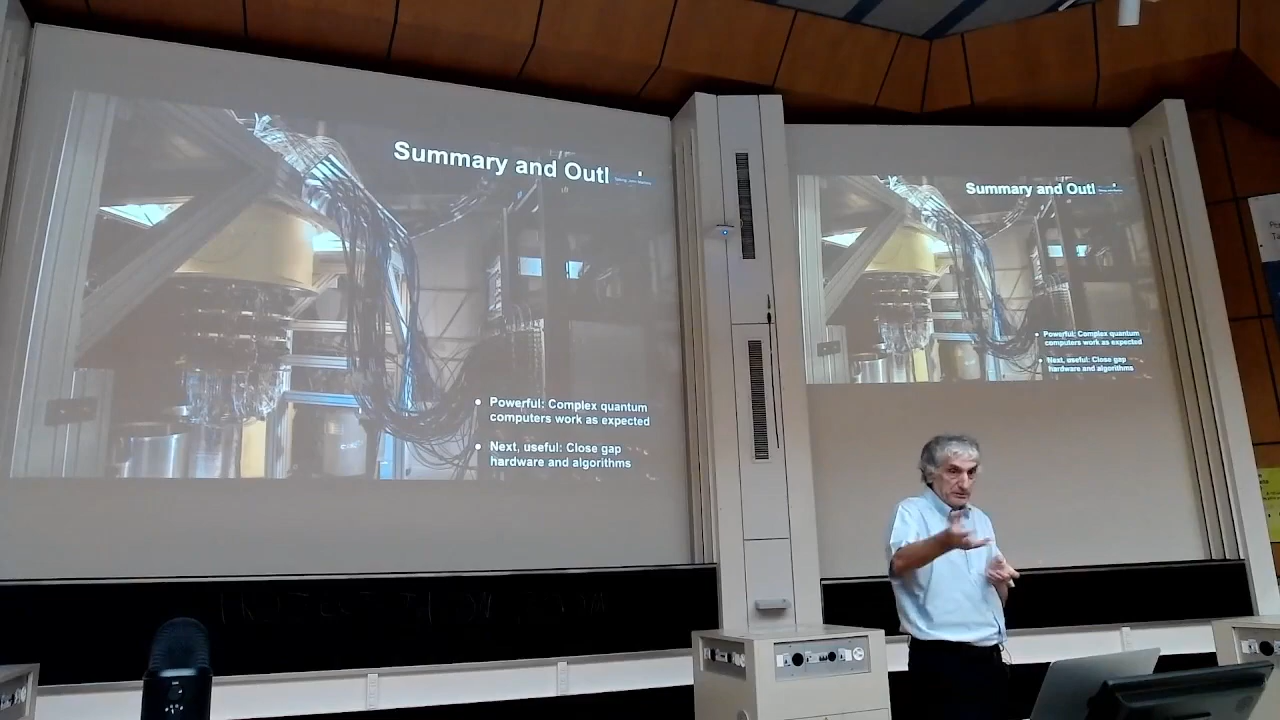 Summary and Outl
Powerful: Complex quantum
computers work as expected
Next, useful: Close gap
hardware and algorithms
Summary and Outl
Powerful: Complex quantum
computers work as expected
Next, useful: Close gap
hardware and algorithms